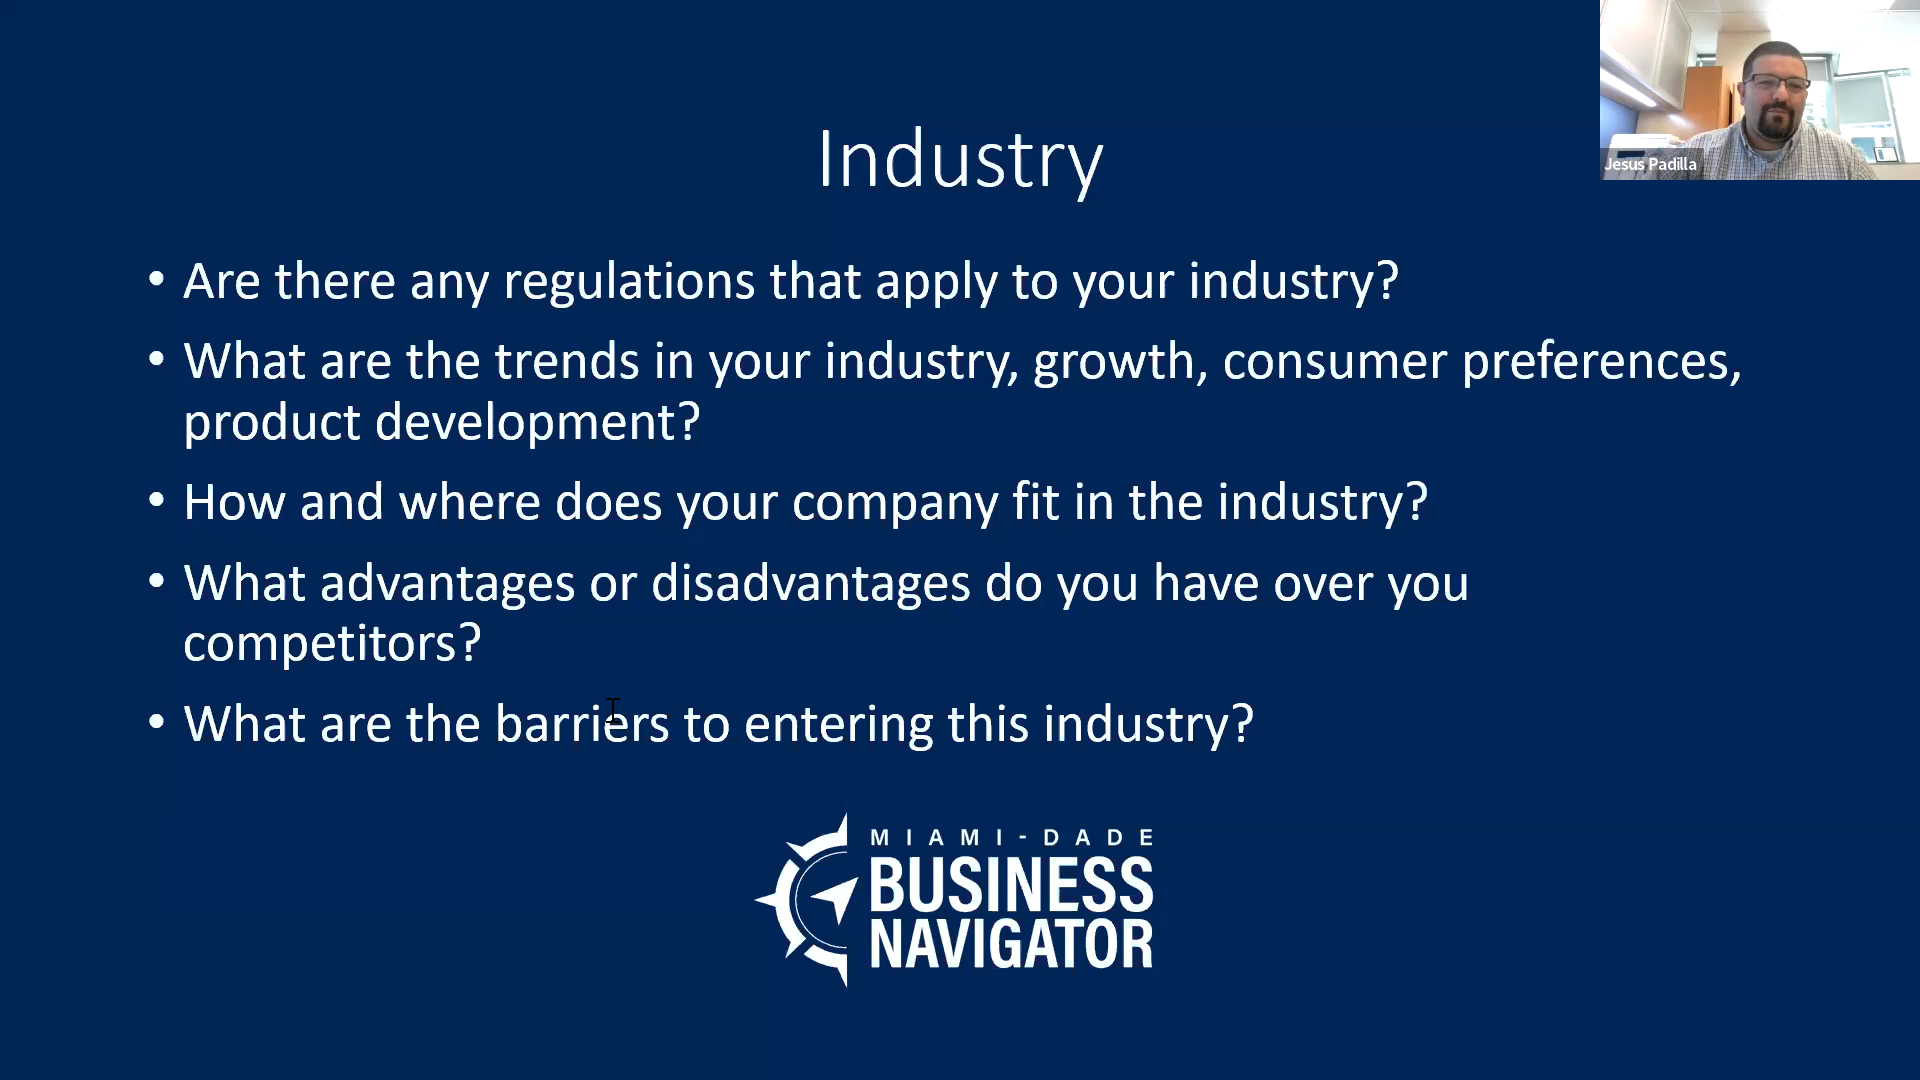 Industry
Jesus Padilla
• Are there any regulations that apply to your industry?
• What are the trends in your industry, growth, consumer preferences,
product development?
• How and where does your company fit in the industry?
• What advantages or disadvantages do you have over you
competitors?
• What are the barriers to entering this industry?
MIAMI-DADE
BUSINESS
NAVIGATOR